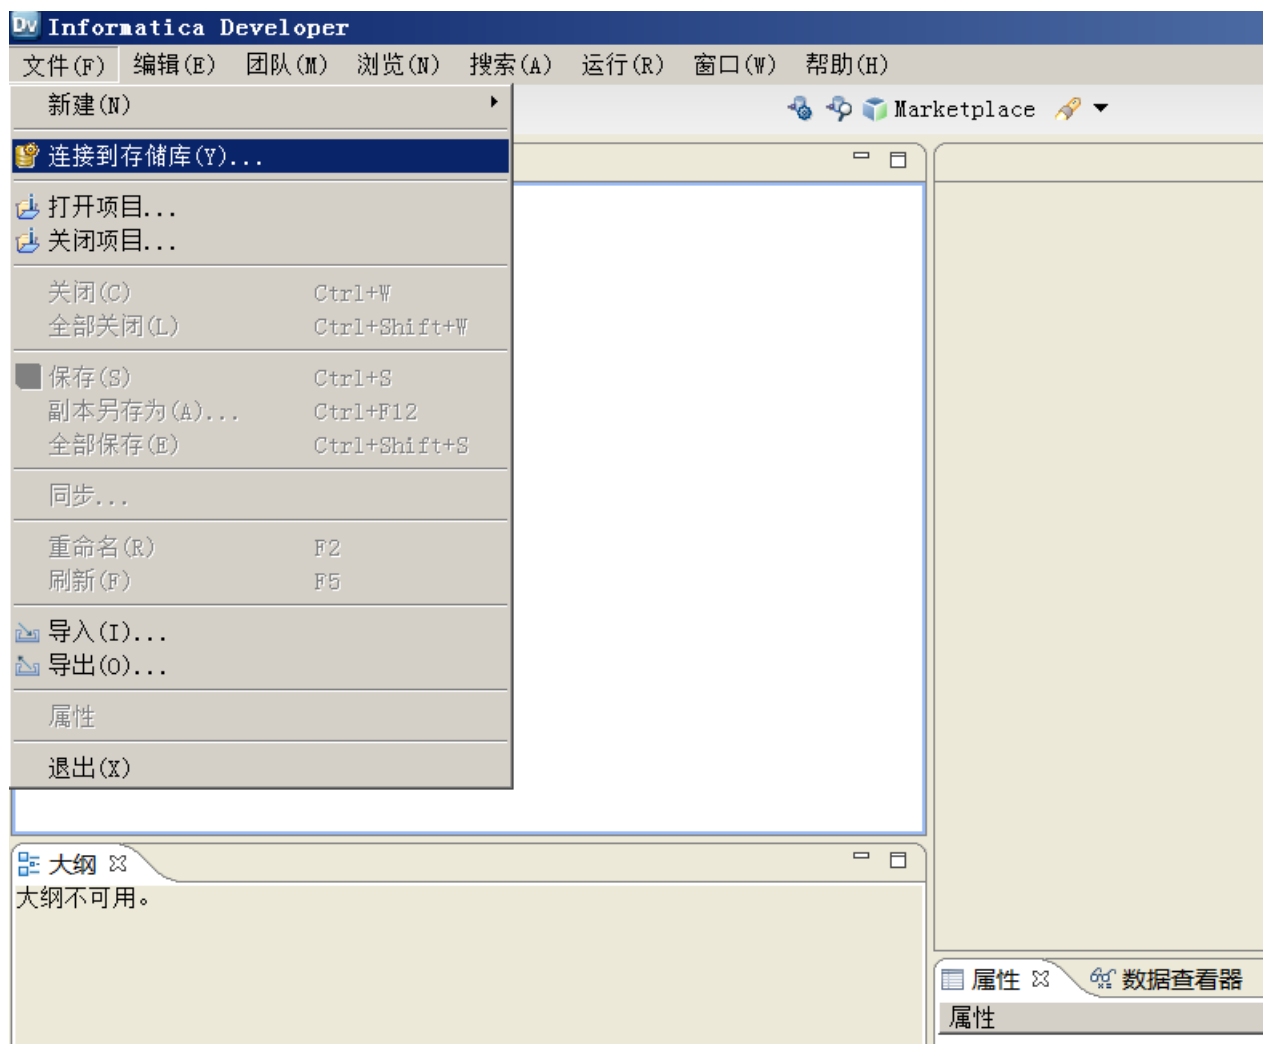 Dv Informatica Developer
文件(F) 编辑(E) 团队(M) 浏览(N) 搜索(A) 运行(R) 窗口(W) 帮助(H)
新建(N)
Marketplace
连接到存储库(Y)...
打开项目...
关闭项目...
关闭(C) Ctrl+W
全部关闭(L) Ctrl+Shift+W
保存(S) Ctrl+S
副本另存为(A)... Ctrl+F12
全部保存(E) Ctrl+Shift+S
同步...
重命名(R) F2
刷新(F) F5
导入(I)...
导出(O)...
属性
退出(X)
大纲
大纲不可用。
属性 数据查看器
属性